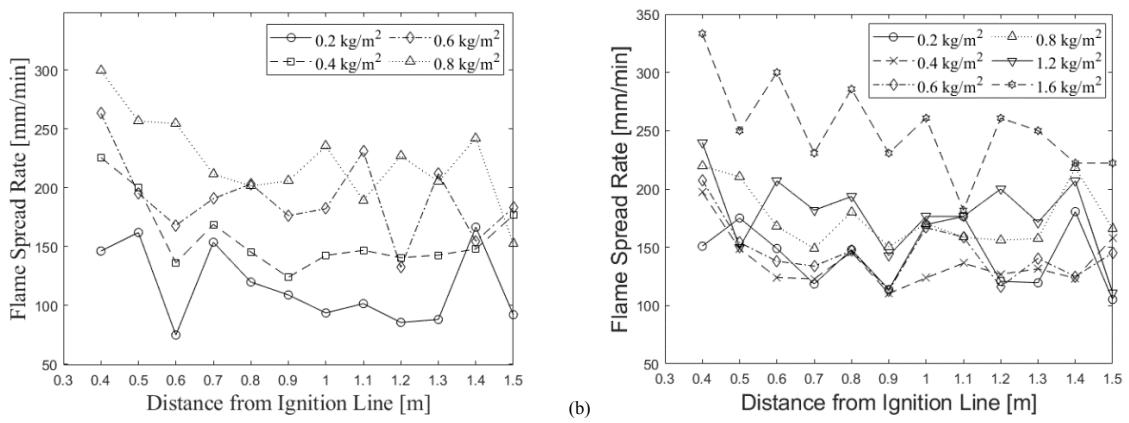 300
250
200
150
100
50
Flame Spread Rate [mm/min]
0.2 kg/m²
0.4 kg/m²
0.6 kg/m²
0.8 kg/m²
0.3 0.4 0.5 0.6 0.7 0.8 0.9 1 1.1 1.2 1.3 1.4 1.5
Distance from Ignition Line [m]
(b)
350
300
250
200
150
100
50
Flame Spread Rate [mm/min]
0.2 kg/m²
0.4 kg/m²
0.6 kg/m²
0.8 kg/m²
1.2 kg/m²
1.6 kg/m²
0.3 0.4 0.5 0.6 0.7 0.8 0.9 1 1.1 1.2 1.3 1.4 1.5
Distance from Ignition Line [m]